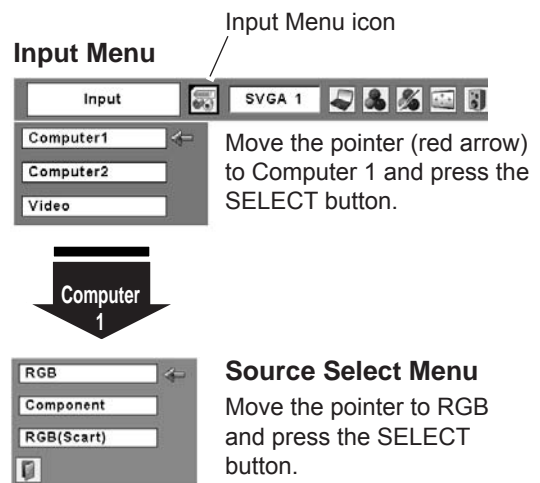 Input Menu icon
Input Menu
Input
SVGA 1
Computer1
Computer2
Video
Move the pointer (red arrow)
to Computer 1 and press the
SELECT button.
Computer
1
RGB
Component
RGB(Scart)
Source Select Menu
Move the pointer to RGB
and press the SELECT
button.